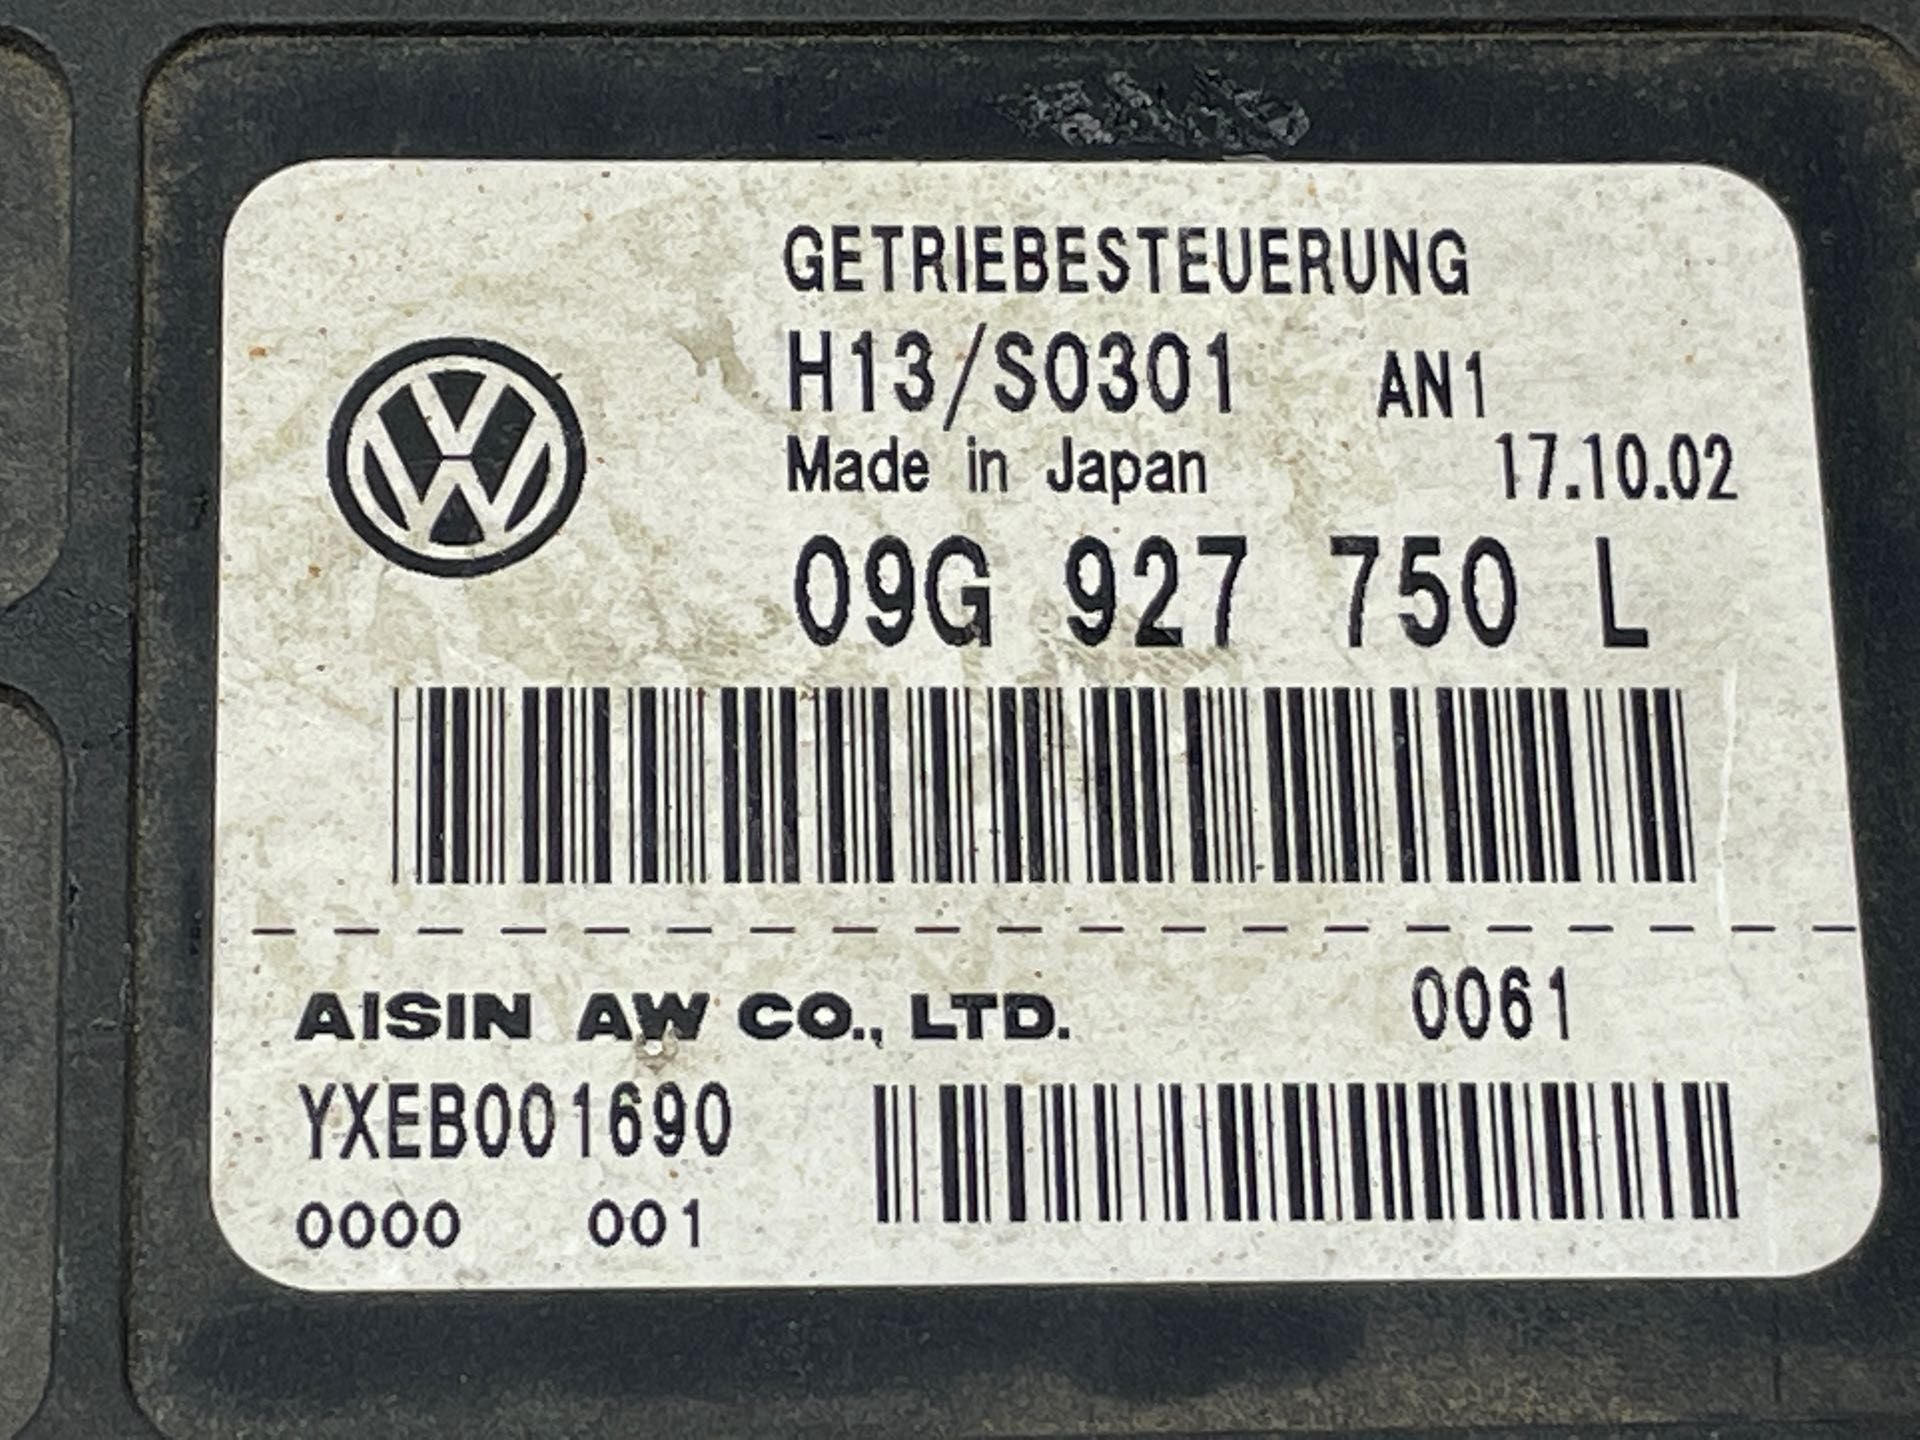 GETRIEBESTEUERUNG
H13/S0301 AN1
Made in Japan 17.10.02
09G 927 750 L
AISIN AW CO., LTD. 0061
YXEB001690
0000 001